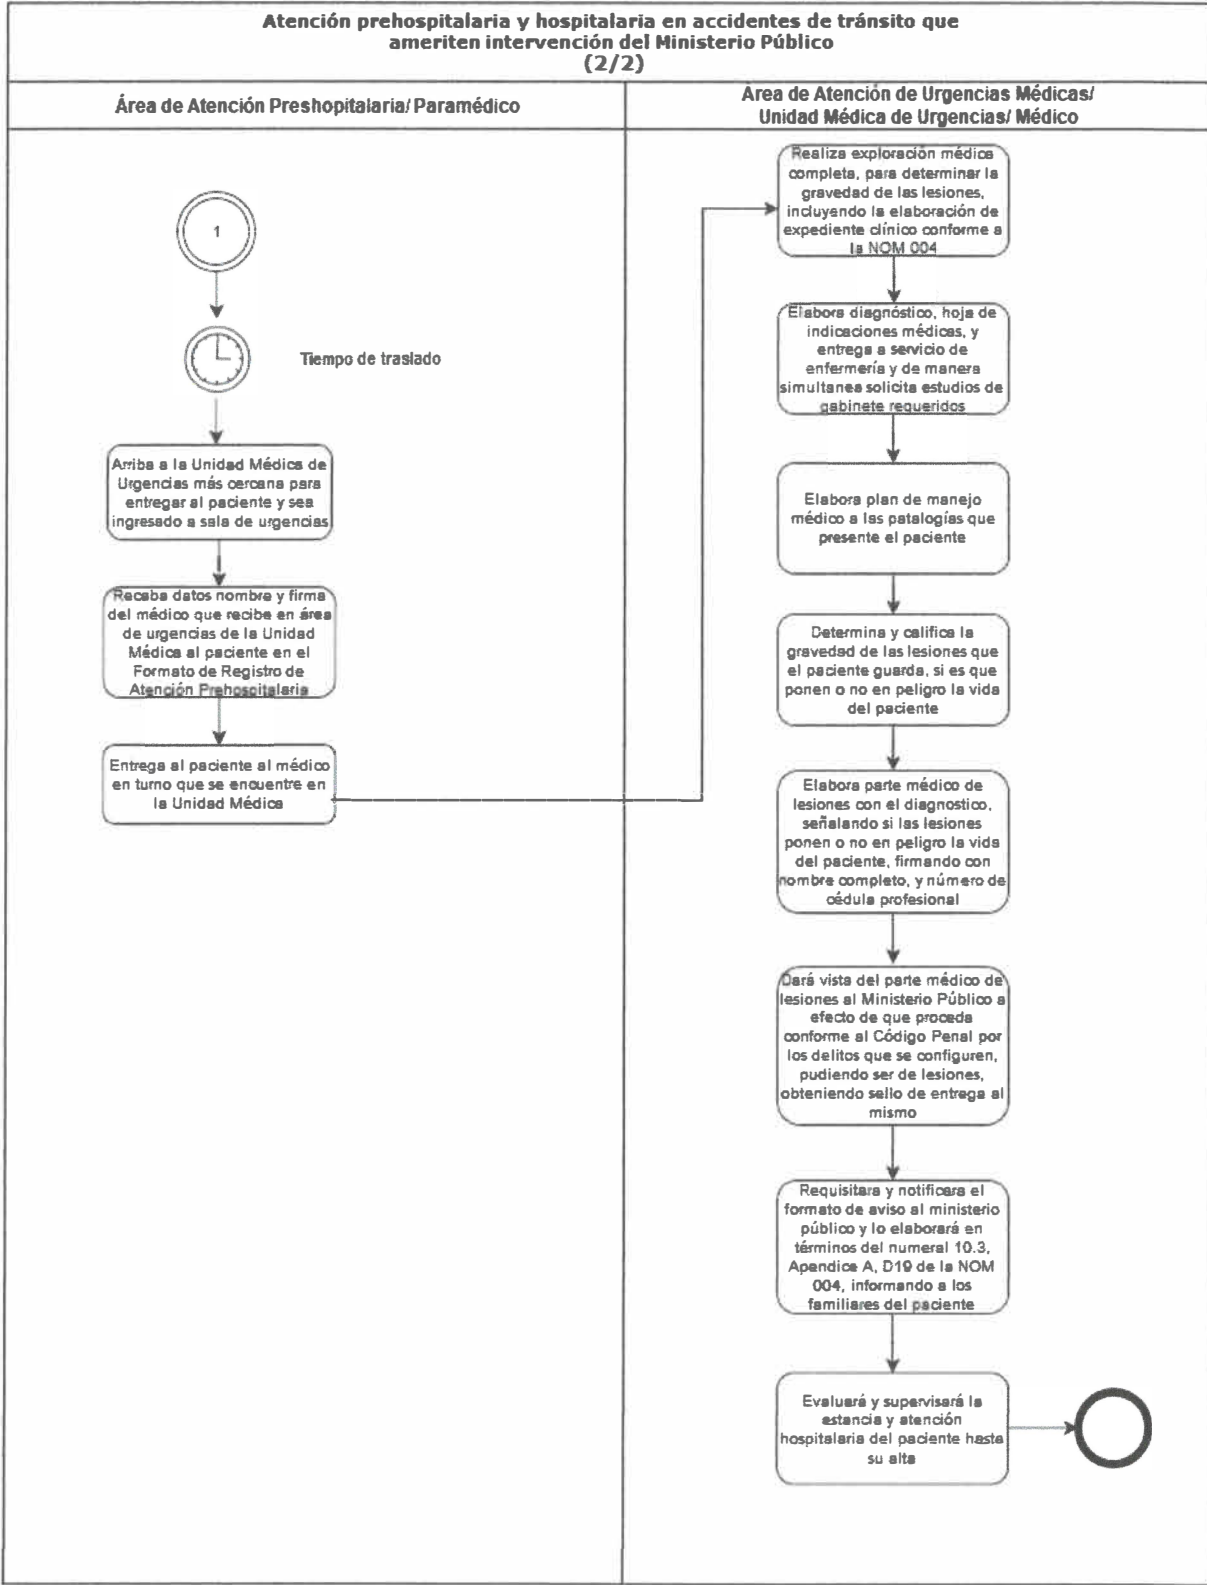 Atención prehospitalaria y hospitalaria en accidentes de tránsito que
ameriten intervención del Ministerio Público
(2/2)
Área de Atención Preshopitalaria/ Paramédico
Área de Atención de Urgencias Médicas/
Unidad Médica de Urgencias/ Médico
1
Tiempo de traslado
Arriba a la Unidad Médica de
Urgencias más cercana para
entregar al paciente y sea
ingresado a sala de urgencias
Recaba datos nombre y firma
del médico que recibe en área
de urgencias de la Unidad
Médica al paciente en el
Formato de Registro de
Atención Prehospitalaria
Entrega al paciente al médico
en turno que se encuentre en
la Unidad Médica
Realiza exploración médica
completa, para determinar la
gravedad de las lesiones,
incluyendo la elaboración de
expediente clínico conforme a
la NOM 004
Elabora diagnóstico, hoja de
indicaciones médicas, y
entrega a servicio de
enfermería y de manera
simultanea solicita estudios de
gabinete requeridos
Elabora plan de manejo
médico a las patalogías que
presente el paciente
Determina y califica la
gravedad de las lesiones que
el paciente guarda, si es que
ponen o no en peligro la vida
del paciente
Elabora parte médico de
lesiones con el diagnostico,
señalando si las lesiones
ponen o no en peligro la vida
del paciente, firmando con
nombre completo, y número de
cédula profesional
Dará vista del parte médico de
lesiones al Ministerio Público a
efecto de que proceda
conforme al Código Penal por
los delitos que se configuren,
pudiendo ser de lesiones,
obteniendo sello de entrega al
mismo
Requisitara y notificara el
formato de aviso al ministerio
público y lo elaborará en
términos del numeral 10.3,
Apendice A, D19 de la NOM
004, informando a los
familiares del paciente
Evaluará y supervisará la
estancia y atención
hospitalaria del paciente hasta
su alta